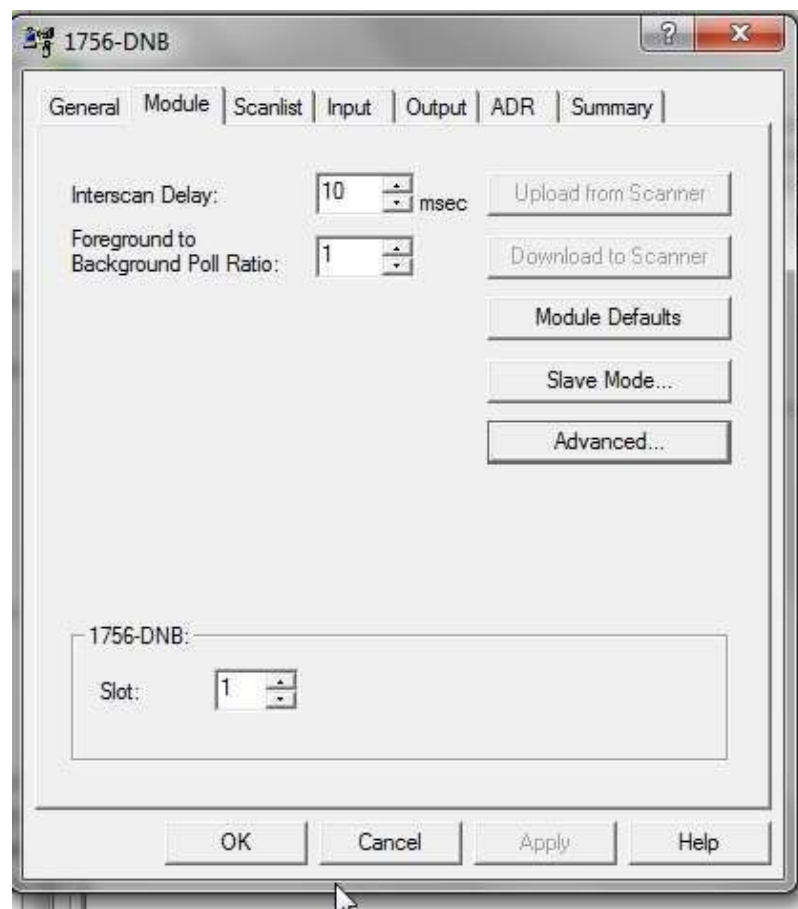 1756-DNB
General Module Scanlist Input Output ADR Summary
Interscan Delay: 10 msec Upload from Scanner
Foreground to
Background Poll Ratio: 1 Download to Scanner
Module Defaults
Slave Mode...
Advanced...
1756-DNB:
Slot: 1
OK Cancel Apply Help